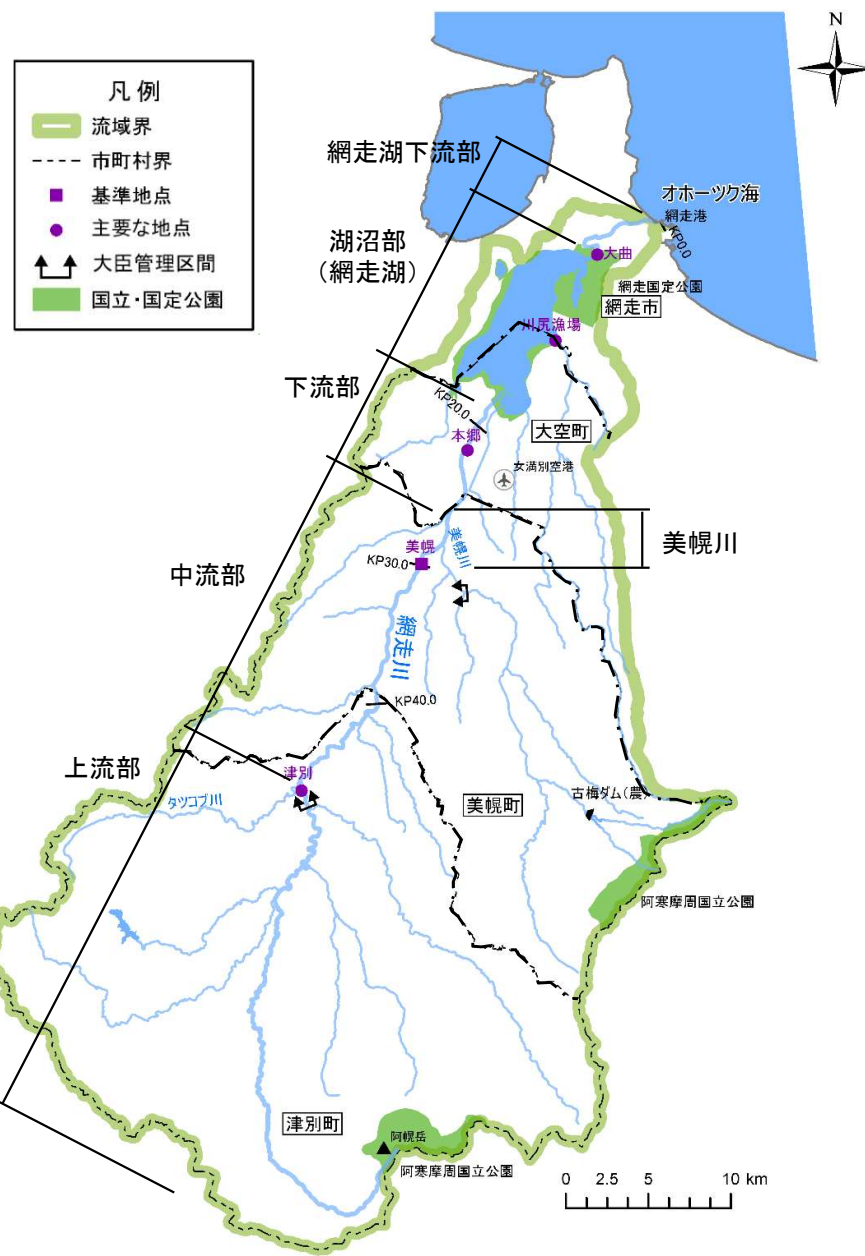 N
凡例
流域界
市町村界
基準地点
主要な地点
大臣管理区間
国立・国定公園
網走湖下流部
オホーツク海
網走港
KP0.0
湖沼部
(網走湖)
大曲
網走国定公園
網走市
川尻漁場
下流部
KP20.0
本郷
大空町
女満別空港
美幌川
美幌川
美幌
KP30.0
中流部
網走川
KP40.0
上流部
津別
タツコブ川
美幌町
古梅ダム(農)
阿寒摩周国立公園
津別町
阿幌岳
阿寒摩周国立公園
0 2.5 5 10 km